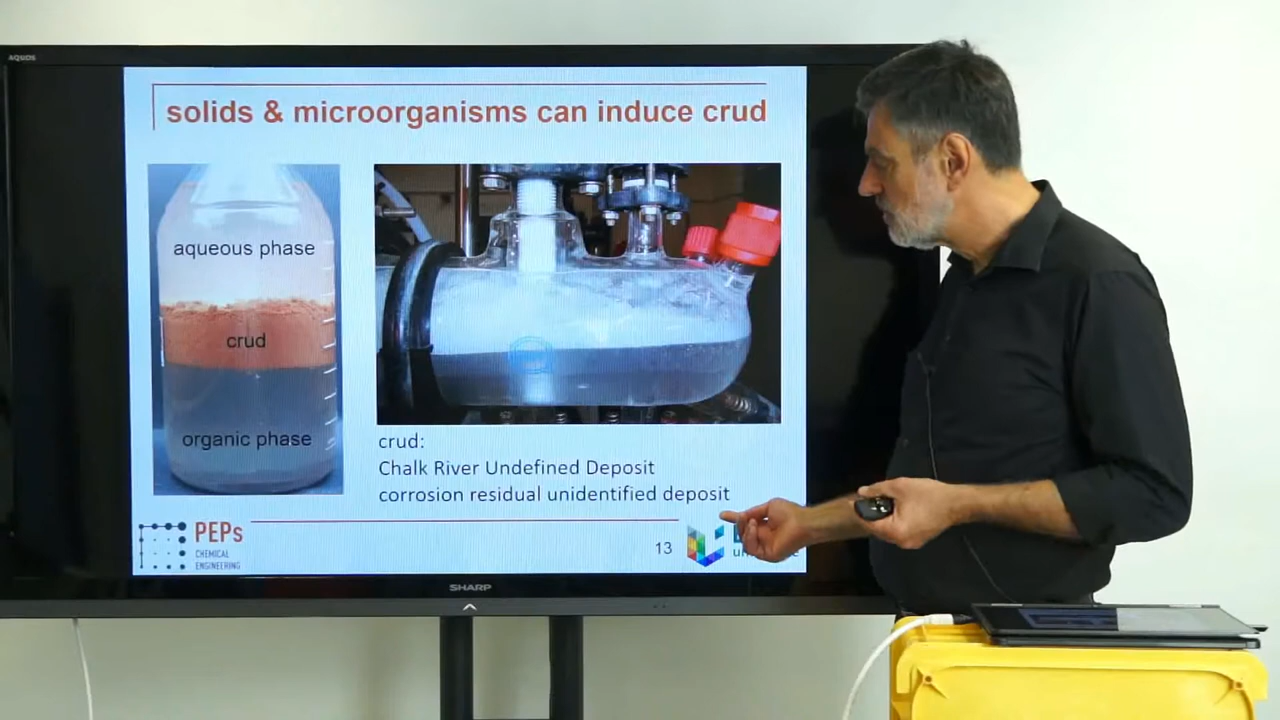 AQUOS
solids & microorganisms can induce crud
aqueous phase
crud
organic phase
crud:
Chalk River Undefined Deposit
corrosion residual unidentified deposit
PEPs
CHEMICAL
ENGINEERING
13
SHARP